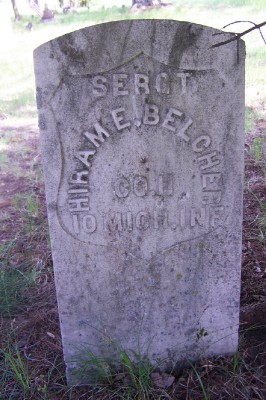 SERGT
HIRAM E. BELCHER
CO. H
10 MICH. INF.